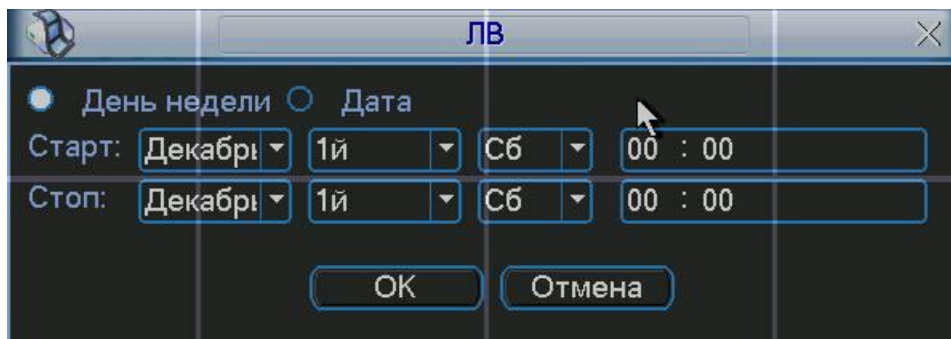 ЛВ
День недели Дата
Старт: Декабрь 1й Сб 00 : 00
Стоп: Декабрь 1й Сб 00 : 00
OK Отмена